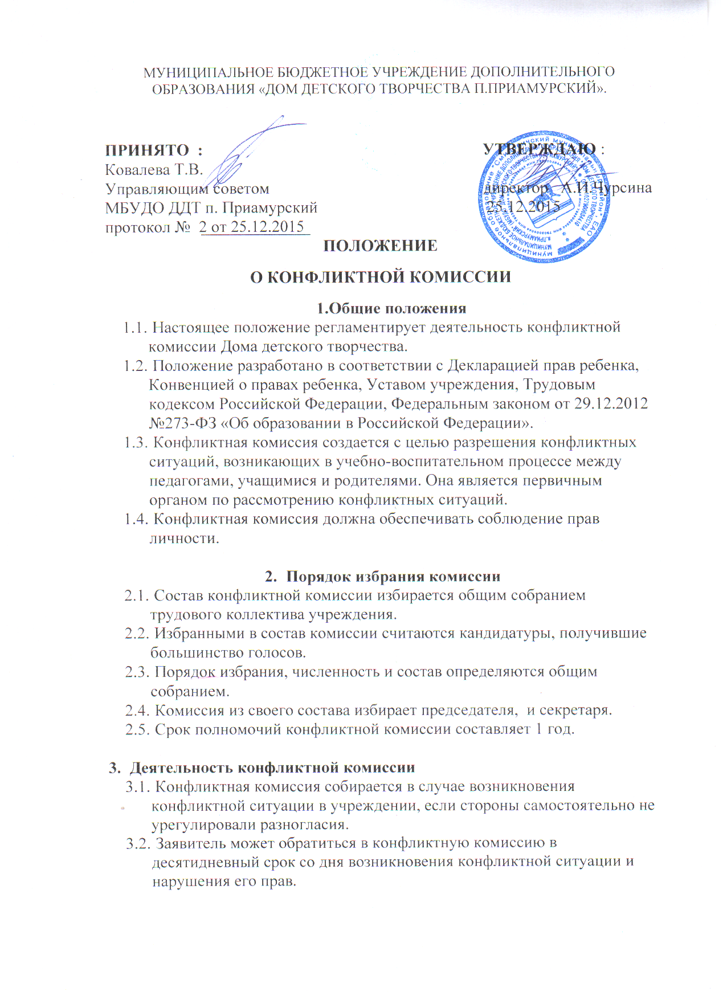 МУНИЦИПАЛЬНОЕ БЮДЖЕТНОЕ УЧРЕЖДЕНИЕ ДОПОЛНИТЕЛЬНОГО
ОБРАЗОВАНИЯ «ДОМ ДЕТСКОГО ТВОРЧЕСТВА П.ПРИАМУРСКИЙ».
ПРИНЯТО :
Ковалева Т.В.
Управляющим советом
МБУДО ДДТ п. Приамурский
протокол № 2 от 25.12.2015
УТВЕРЖДАЮ :
директор А.И.Чурсина
25.12.2015
ПОЛОЖЕНИЕ
О КОНФЛИКТНОЙ КОМИССИИ
1.Общие положения
1.1. Настоящее положение регламентирует деятельность конфликтной
комиссии Дома детского творчества.
1.2. Положение разработано в соответствии с Декларацией прав ребенка,
Конвенцией о правах ребенка, Уставом учреждения, Трудовым
кодексом Российской Федерации, Федеральным законом от 29.12.2012
№273-ФЗ «Об образовании в Российской Федерации».
1.3. Конфликтная комиссия создается с целью разрешения конфликтных
ситуаций, возникающих в учебно-воспитательном процессе между
педагогами, учащимися и родителями. Она является первичным
органом по рассмотрению конфликтных ситуаций.
1.4. Конфликтная комиссия должна обеспечивать соблюдение прав
личности.
2. Порядок избрания комиссии
2.1. Состав конфликтной комиссии избирается общим собранием
трудового коллектива учреждения.
2.2. Избранными в состав комиссии считаются кандидатуры, получившие
большинство голосов.
2.3. Порядок избрания, численность и состав определяются общим
собранием.
2.4. Комиссия из своего состава избирает председателя, и секретаря.
2.5. Срок полномочий конфликтной комиссии составляет 1 год.
3. Деятельность конфликтной комиссии
3.1. Конфликтная комиссия собирается в случае возникновения
конфликтной ситуации в учреждении, если стороны самостоятельно не
урегулировали разногласия.
3.2. Заявитель может обратиться в конфликтную комиссию в
десятидневный срок со дня возникновения конфликтной ситуации и
нарушения его прав.